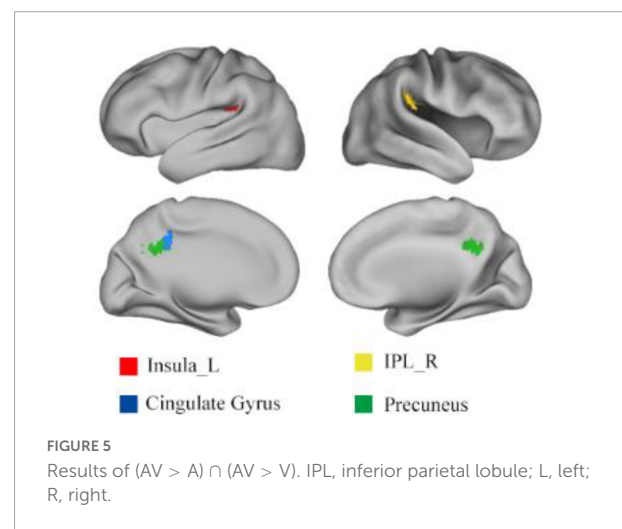 Insula_L IPL_R
Cingulate Gyrus Precuneus
FIGURE 5
Results of (AV > A) ∩ (AV > V). IPL, inferior parietal lobule; L, left;
R, right.